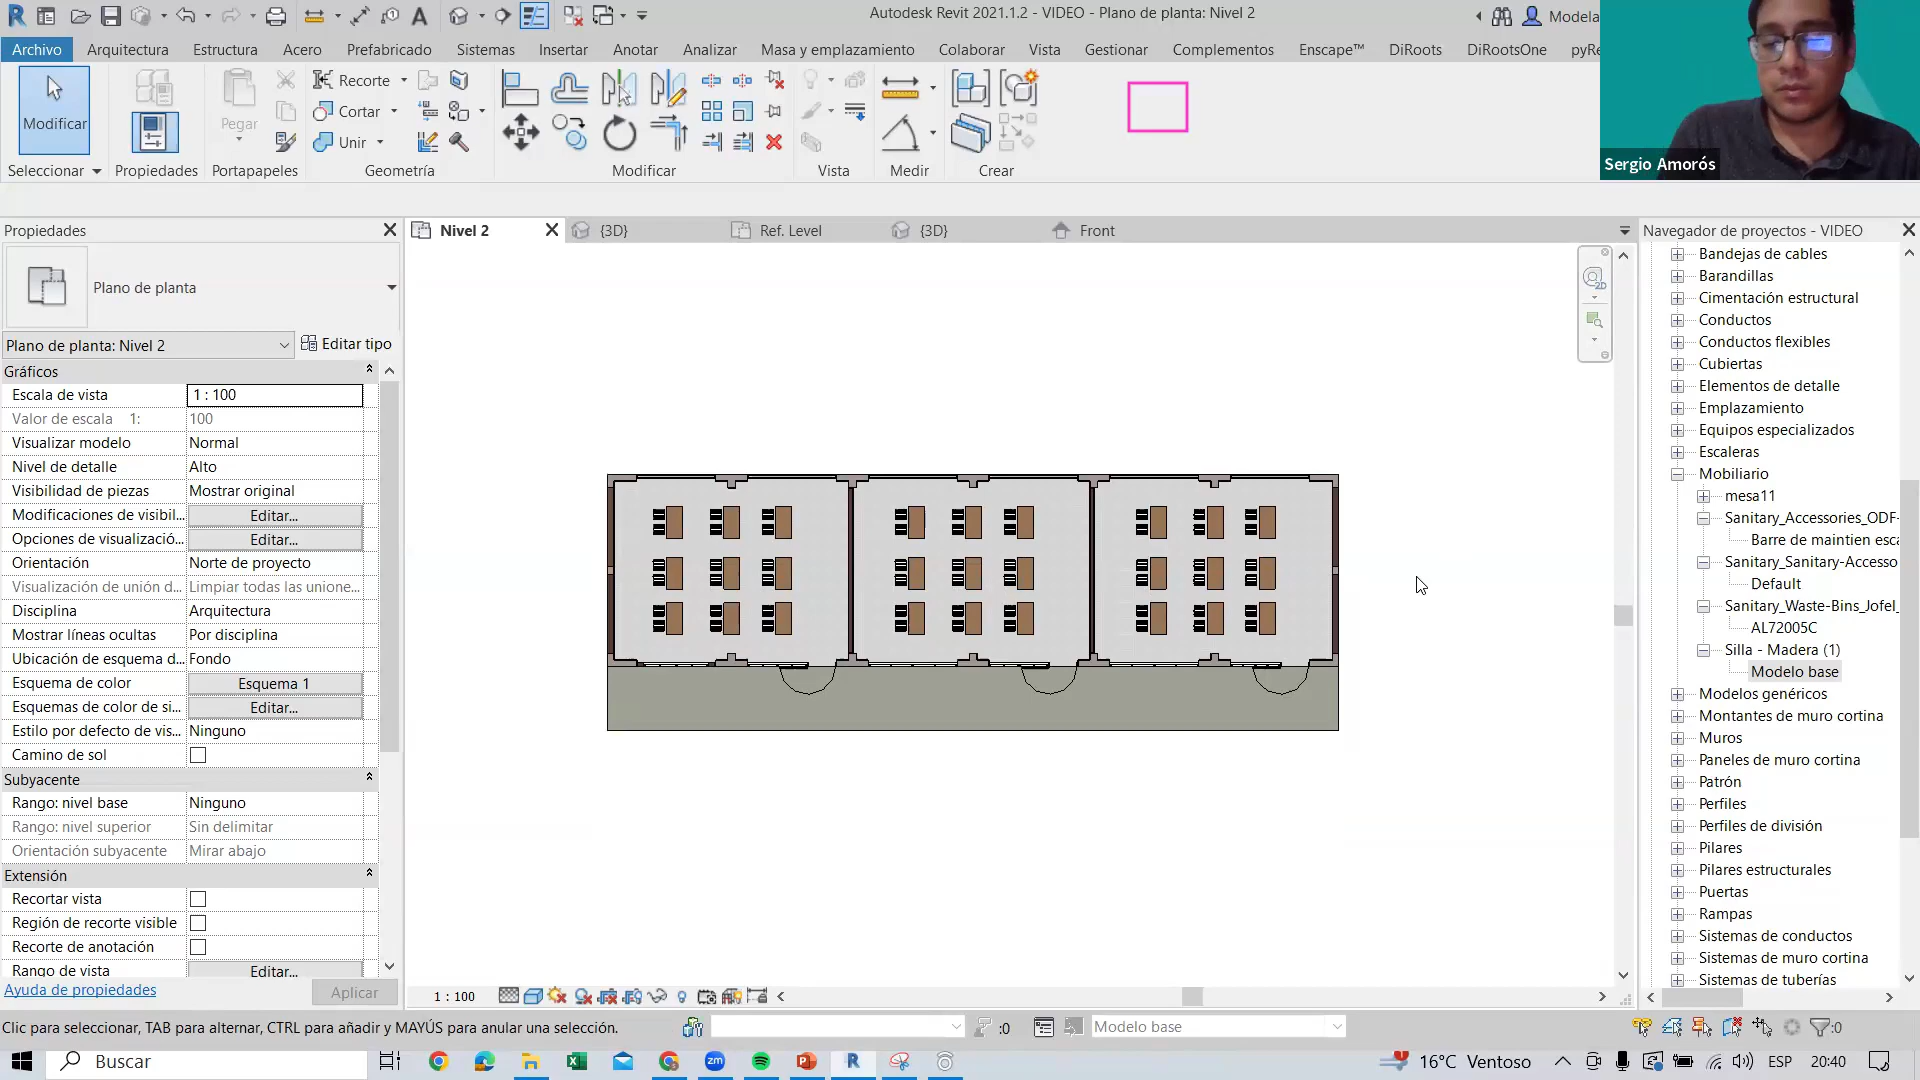 Autodesk Revit 2021.1.2 - VIDEO - Plano de planta: Nivel 2
Modela
Archivo Arquitectura Estructura Acero Prefabricado Sistemas Insertar Anotar Analizar Masa y emplazamiento Colaborar Vista Gestionar Complementos Enscape™ DiRoots DiRootsOne pyRe
Modificar
Pegar
Recorte
Cortar
Unir
Seleccionar Propiedades Portapapeles Geometría Modificar Vista Medir Crear
Sergio Amorós
Propiedades
Plano de planta
Plano de planta: Nivel 2
Editar tipo
Gráficos
Escala de vista 1 : 100
Valor de escala 1: 100
Visualizar modelo Normal
Nivel de detalle Alto
Visibilidad de piezas Mostrar original
Modificaciones de visibil... Editar...
Opciones de visualizació... Editar...
Orientación Norte de proyecto
Visualización de unión d... Limpiar todas las unione...
Disciplina Arquitectura
Mostrar líneas ocultas Por disciplina
Ubicación de esquema d... Fondo
Esquema de color Esquema 1
Esquemas de color de si... Editar...
Estilo por defecto de vis... Ninguno
Camino de sol
Subyacente
Rango: nivel base Ninguno
Rango: nivel superior Sin delimitar
Orientación subyacente Mirar abajo
Extensión
Recortar vista
Región de recorte visible
Recorte de anotación
Rango de vista Editar...
Ayuda de propiedades
Aplicar
Nivel 2 {3D} Ref. Level {3D} Front
2D
1 : 100
Navegador de proyectos - VIDEO
Bandejas de cables
Barandillas
Cimentación estructural
Conductos
Conductos flexibles
Cubiertas
Elementos de detalle
Emplazamiento
Equipos especializados
Escaleras
Mobiliario
mesa11
Sanitary_Accessories_ODF-
Barre de maintien esca
Sanitary_Sanitary-Accesso
Default
Sanitary_Waste-Bins_Jofel_
AL72005C
Silla - Madera (1)
Modelo base
Modelos genéricos
Montantes de muro cortina
Muros
Paneles de muro cortina
Patrón
Perfiles
Perfiles de división
Pilares
Pilares estructurales
Puertas
Rampas
Sistemas de conductos
Sistemas de muro cortina
Sistemas de tuberías
Clic para seleccionar, TAB para alternar, CTRL para añadir y MAYÚS para anular una selección.
:0
Modelo base
:0
Buscar
16°C Ventoso
ESP
20:40